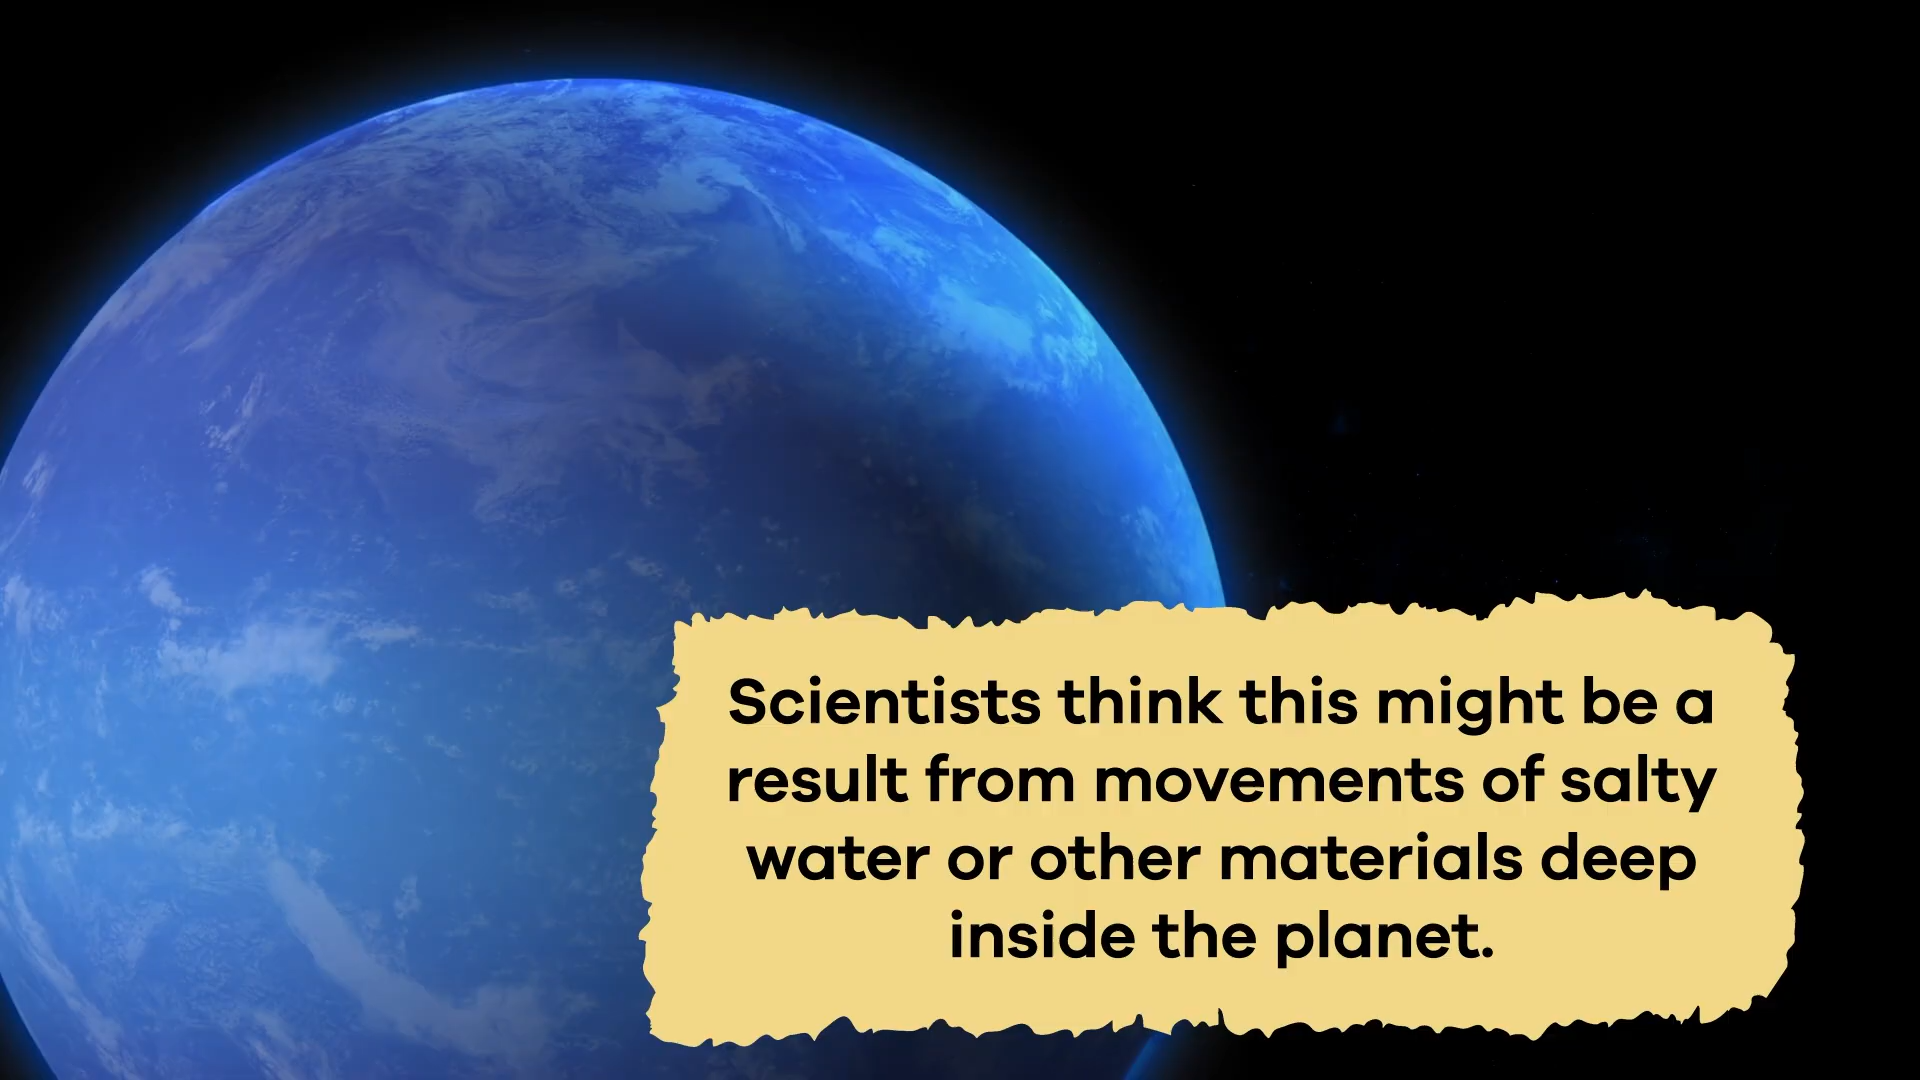 Scientists think this might be a
result from movements of salty
water or other materials deep
inside the planet.